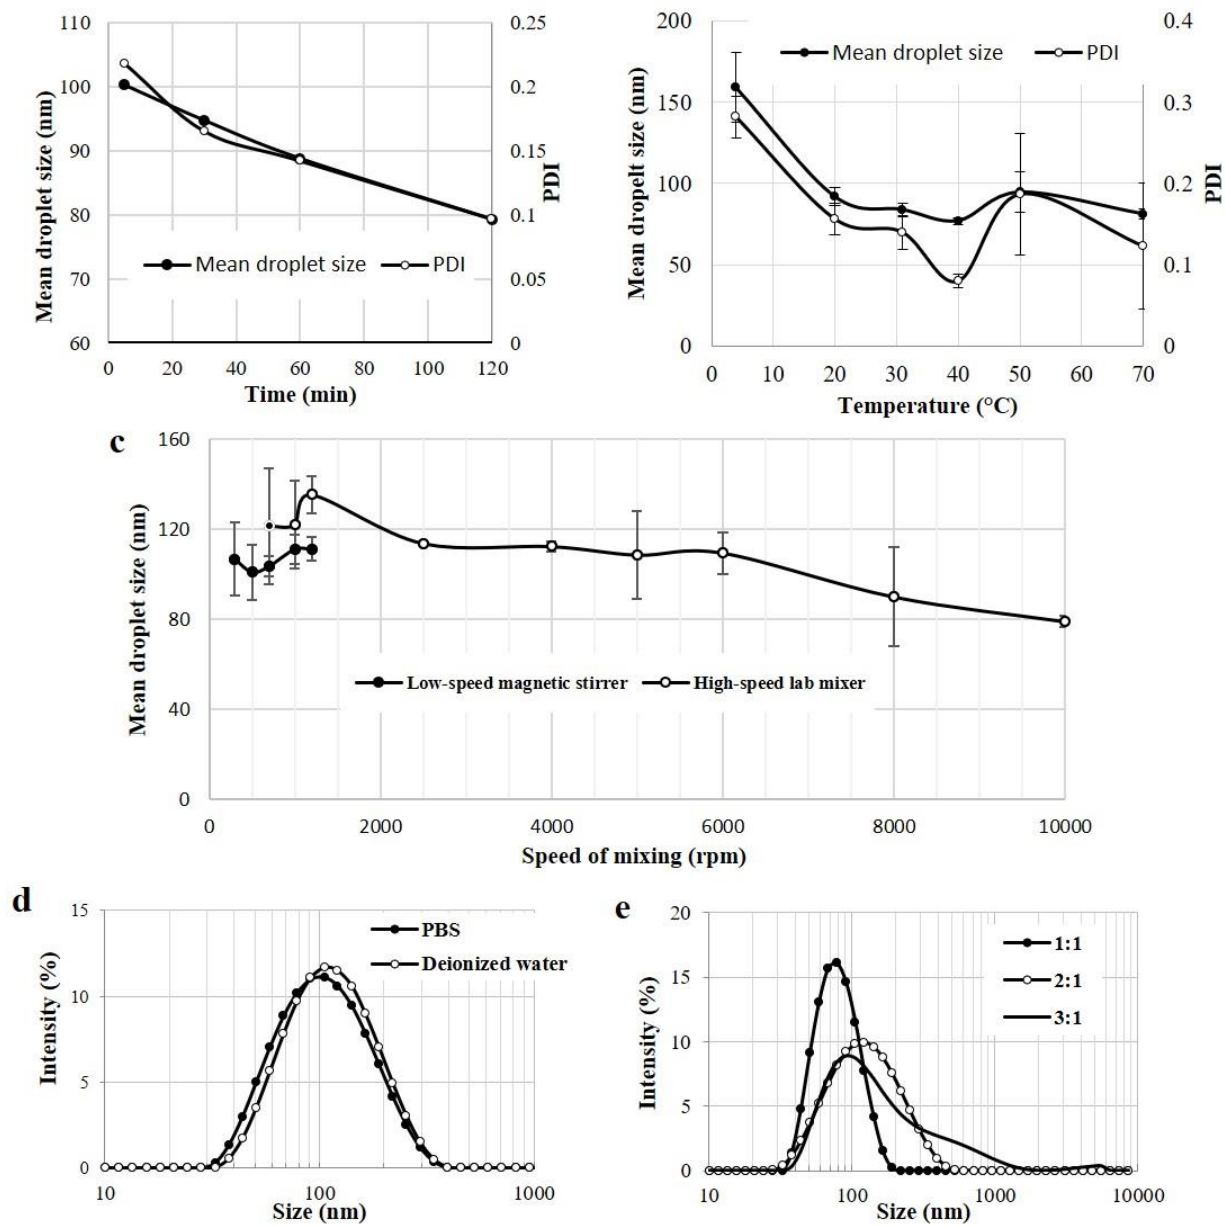 110
100
90
80
70
60
Mean droplet size (nm)
0.25
0.2
0.15
0.1
0.05
0
PDI
Mean droplet size
PDI
0
20
40
60
80
100
120
Time (min)
200
150
100
50
0
Mean dropelt size (nm)
0.4
0.3
0.2
0.1
0
PDI
Mean droplet size
PDI
0
10
20
30
40
50
60
70
Temperature (°C)
c
160
120
80
40
0
Mean droplet size (nm)
Low-speed magnetic stirrer
High-speed lab mixer
0
2000
4000
6000
8000
10000
Speed of mixing (rpm)
d
15
10
5
0
Intensity (%)
PBS
Deionized water
10
100
1000
Size (nm)
e
20
15
10
5
0
Intensity (%)
1:1
2:1
3:1
10
100
1000
10000
Size (nm)